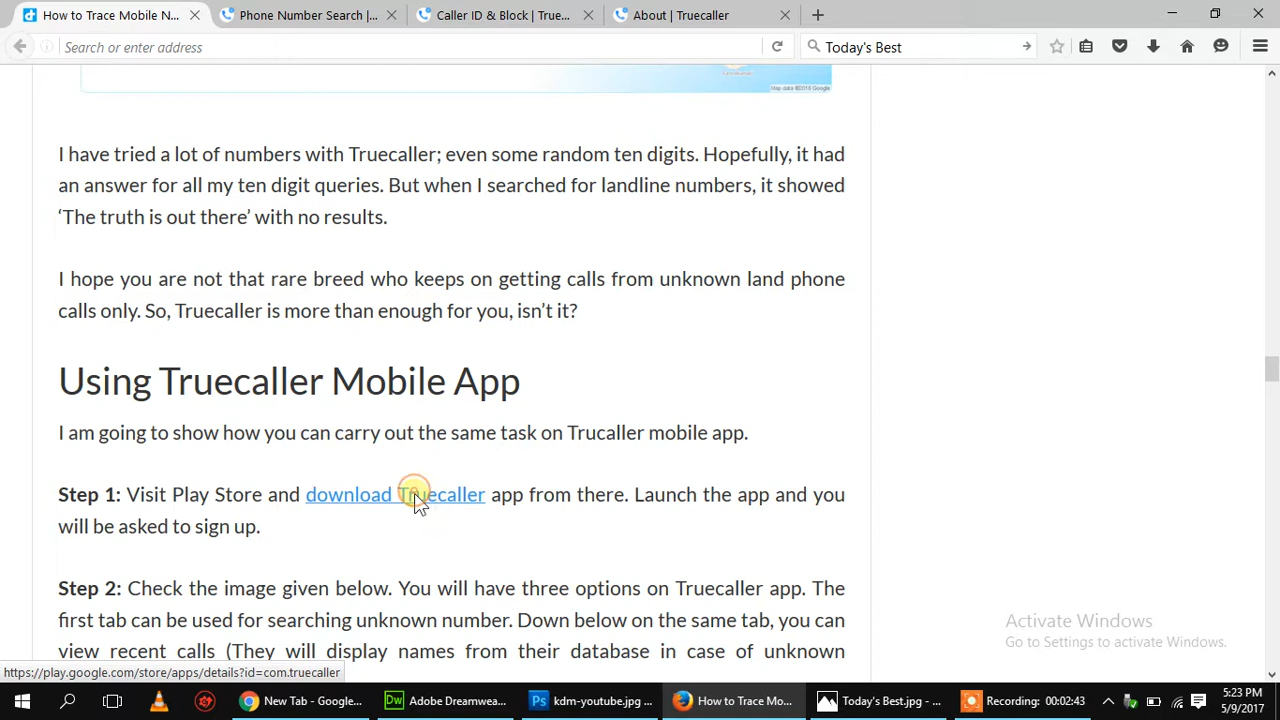 How to Trace Mobile N...
Phone Number Search |...
Caller ID & Block | True...
About | Truecaller
Search or enter address
Today's Best
Map data ©2016 Google
I have tried a lot of numbers with Truecaller; even some random ten digits. Hopefully, it had
an answer for all my ten digit queries. But when I searched for landline numbers, it showed
‘The truth is out there’ with no results.
I hope you are not that rare breed who keeps on getting calls from unknown land phone
calls only. So, Truecaller is more than enough for you, isn’t it?
Using Truecaller Mobile App
I am going to show how you can carry out the same task on Trucaller mobile app.
Step 1: Visit Play Store and download Truecaller app from there. Launch the app and you
will be asked to sign up.
Step 2: Check the image given below. You will have three options on Truecaller app. The
first tab can be used for searching unknown number. Down below on the same tab, you can
view recent calls (They will display names from their database in case of unknown
Activate Windows
Go to Settings to activate Windows.
https://play.google.com/store/apps/details?id=com.truecaller
New Tab - Google...
Dw
Adobe Dreamwea...
Ps
kdm-youtube.jpg ...
How to Trace Mo...
Today's Best.jpg - ...
Recording: 00:02:43
5:23 PM
5/9/2017